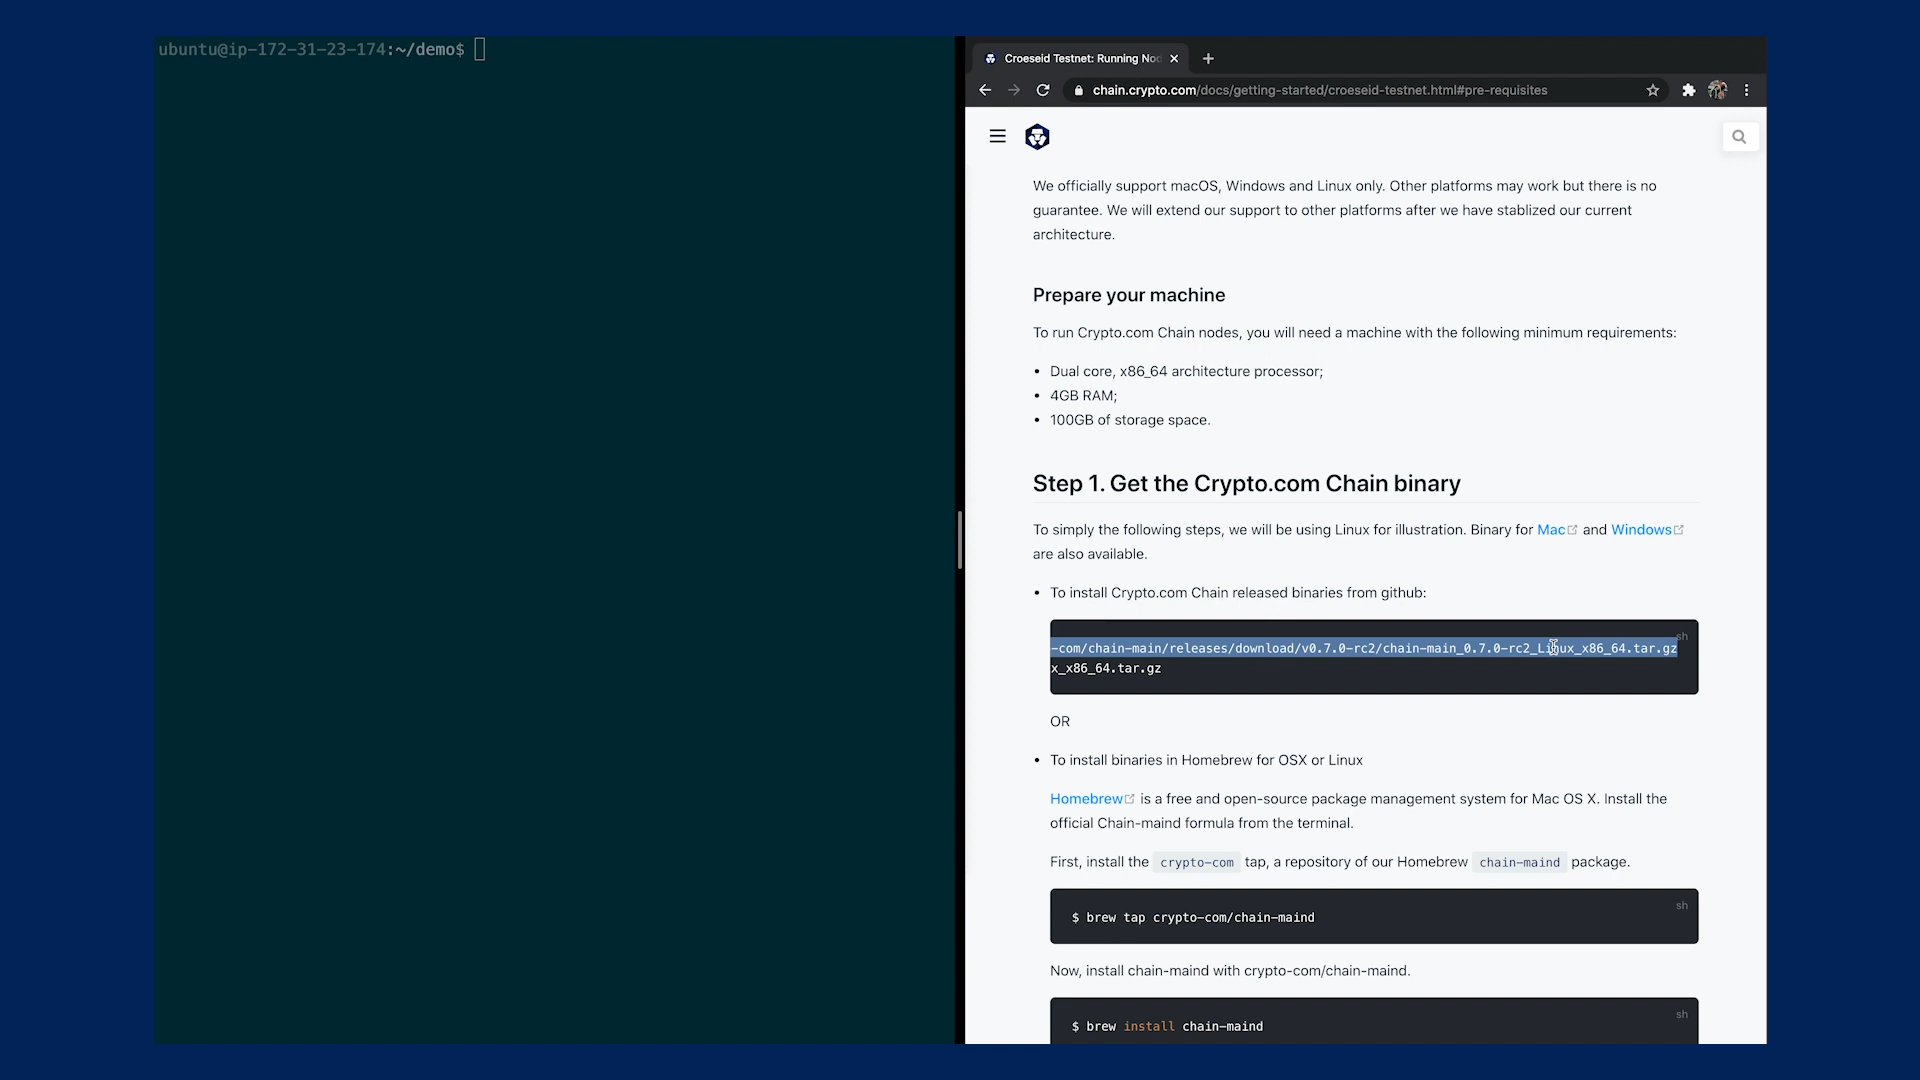 ubuntu@ip-172-31-23-174:~/demo$
Croeseid Testnet: Running Noc
chain.crypto.com/docs/getting-started/croeseid-testnet.html#pre-requisites
We officially support macOS, Windows and Linux only. Other platforms may work but there is no
guarantee. We will extend our support to other platforms after we have stablized our current
architecture.
Prepare your machine
To run Crypto.com Chain nodes, you will need a machine with the following minimum requirements:
• Dual core, x86_64 architecture processor;
• 4GB RAM;
• 100GB of storage space.
Step 1. Get the Crypto.com Chain binary
To simply the following steps, we will be using Linux for illustration. Binary for Mac and Windows
are also available.
• To install Crypto.com Chain released binaries from github:
sh
-com/chain-main/releases/download/v0.7.0-rc2/chain-main_0.7.0-rc2_Linux_x86_64.tar.gz
x_x86_64.tar.gz
OR
• To install binaries in Homebrew for OSX or Linux
Homebrew is a free and open-source package management system for Mac OS X. Install the
official Chain-maind formula from the terminal.
First, install the crypto-com tap, a repository of our Homebrew chain-maind package.
sh
$ brew tap crypto-com/chain-maind
Now, install chain-maind with crypto-com/chain-maind.
sh
$ brew install chain-maind